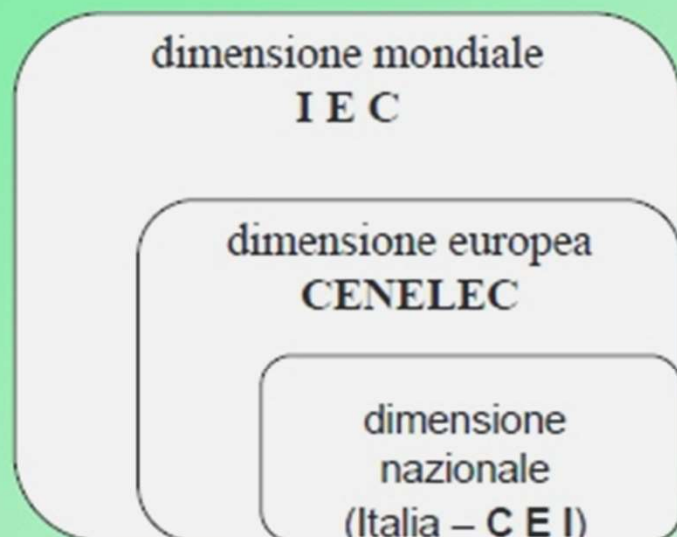 dimensione mondiale
I E C
dimensione europea
CENELEC
dimensione
nazionale
(Italia – C E I)